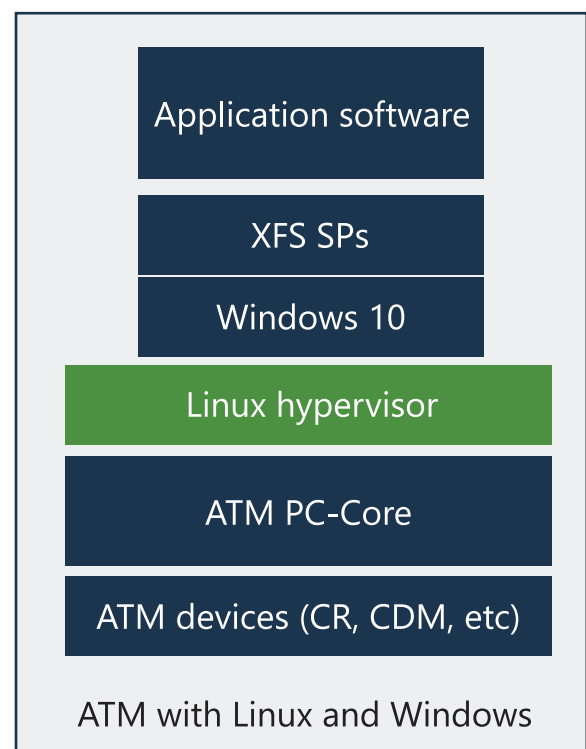 Application software
XFS SPs
Windows 10
Linux hypervisor
ATM PC-Core
ATM devices (CR, CDM, etc)
ATM with Linux and Windows